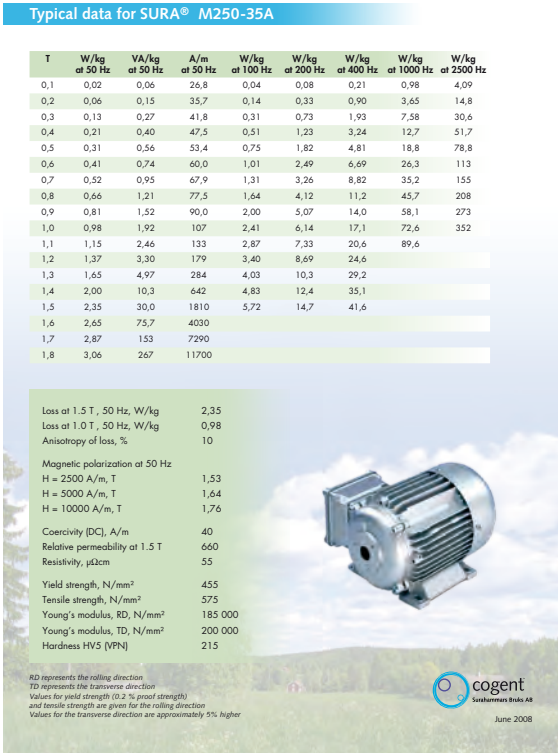 Typical data for SURA® M250-35A
T W/kg at 50 Hz VA/kg at 50 Hz A/m at 50 Hz W/kg at 100 Hz W/kg at 200 Hz W/kg at 400 Hz W/kg at 1000 Hz W/kg at 2500 Hz
0,1 0,02 0,06 26,8 0,04 0,08 0,21 0,98 4,09
0,2 0,06 0,15 35,7 0,14 0,33 0,90 3,65 14,8
0,3 0,13 0,27 41,8 0,31 0,73 1,93 7,58 30,6
0,4 0,21 0,40 47,5 0,51 1,23 3,24 12,7 51,7
0,5 0,31 0,56 53,4 0,75 1,82 4,81 18,8 78,8
0,6 0,41 0,74 60,0 1,01 2,49 6,69 26,3 113
0,7 0,52 0,95 67,9 1,31 3,26 8,82 35,2 155
0,8 0,66 1,21 77,5 1,64 4,12 11,2 45,7 208
0,9 0,81 1,52 90,0 2,00 5,07 14,0 58,1 273
1,0 0,98 1,92 107 2,41 6,14 17,1 72,6 352
1,1 1,15 2,46 133 2,87 7,33 20,6 89,6
1,2 1,37 3,30 179 3,40 8,69 24,6
1,3 1,65 4,97 284 4,03 10,3 29,2
1,4 2,00 10,3 642 4,83 12,4 35,1
1,5 2,35 30,0 1810 5,72 14,7 41,6
1,6 2,65 75,7 4030
1,7 2,87 153 7290
1,8 3,06 267 11700
Loss at 1.5 T , 50 Hz, W/kg 2,35
Loss at 1.0 T , 50 Hz, W/kg 0,98
Anisotropy of loss, % 10
Magnetic polarization at 50 Hz
H = 2500 A/m, T 1,53
H = 5000 A/m, T 1,64
H = 10000 A/m, T 1,76
Coercivity (DC), A/m 40
Relative permeability at 1.5 T 660
Resistivity, μΩcm 55
Yield strength, N/mm² 455
Tensile strength, N/mm² 575
Young's modulus, RD, N/mm² 185 000
Young's modulus, TD, N/mm² 200 000
Hardness HV5 (VPN) 215
RD represents the rolling direction
TD represents the transverse direction
Values for yield strength (0.2 % proof strength)
and tensile strength are given for the rolling direction
Values for the transverse direction are approximately 5% higher
cogent
Surahammars Bruks AB
June 2008